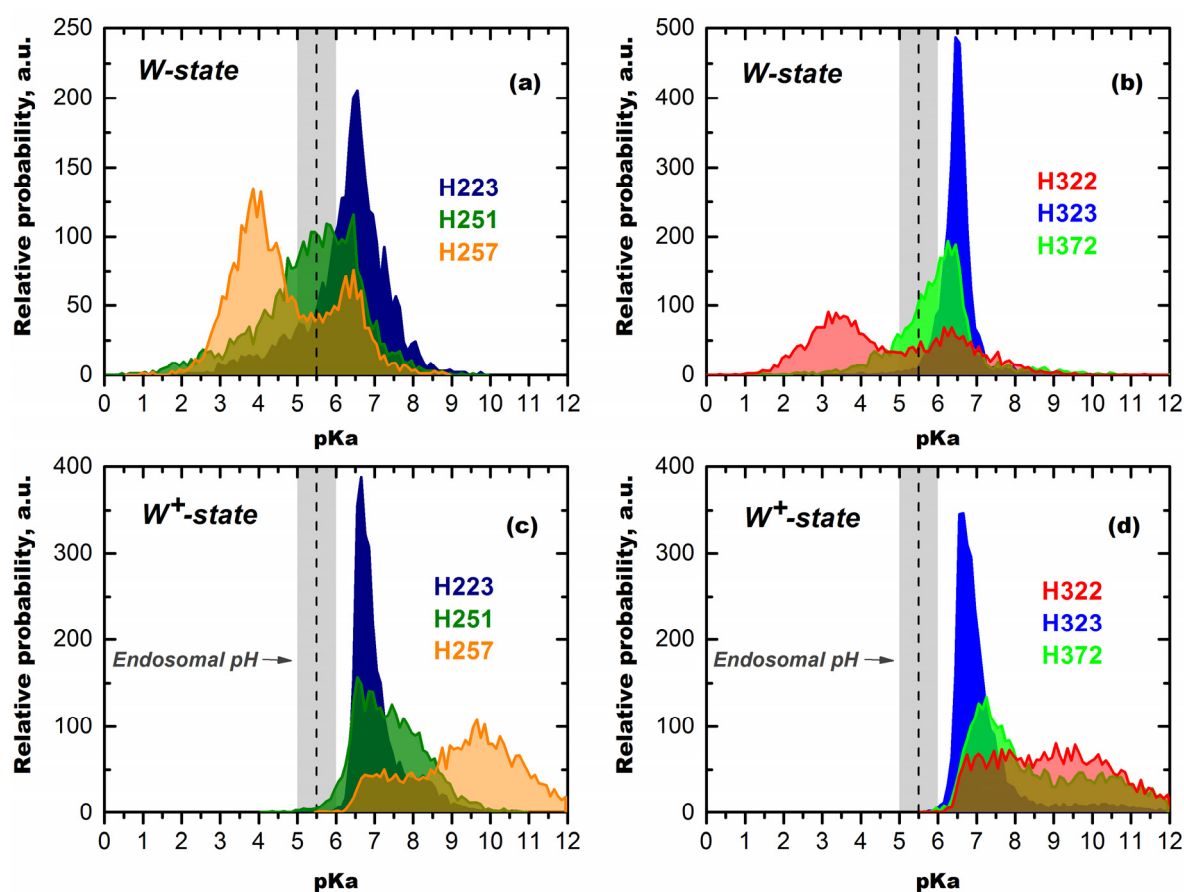 Relative probability, a.u.
250
200
150
100
50
0
W-state
(a)
H223
H251
H257
0 1 2 3 4 5 6 7 8 9 10 11 12
pKa
Relative probability, a.u.
500
400
300
200
100
0
W-state
(b)
H322
H323
H372
0 1 2 3 4 5 6 7 8 9 10 11 12
pKa
Relative probability, a.u.
400
300
200
100
0
W+-state
(c)
H223
H251
H257
Endosomal pH
0 1 2 3 4 5 6 7 8 9 10 11 12
pKa
Relative probability, a.u.
400
300
200
100
0
W+-state
(d)
H322
H323
H372
Endosomal pH
0 1 2 3 4 5 6 7 8 9 10 11 12
pKa